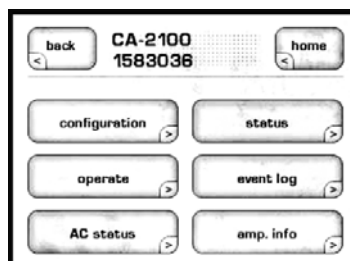 back CA-2100 home
1583036
configuration status
operate event log
AC status amp. info